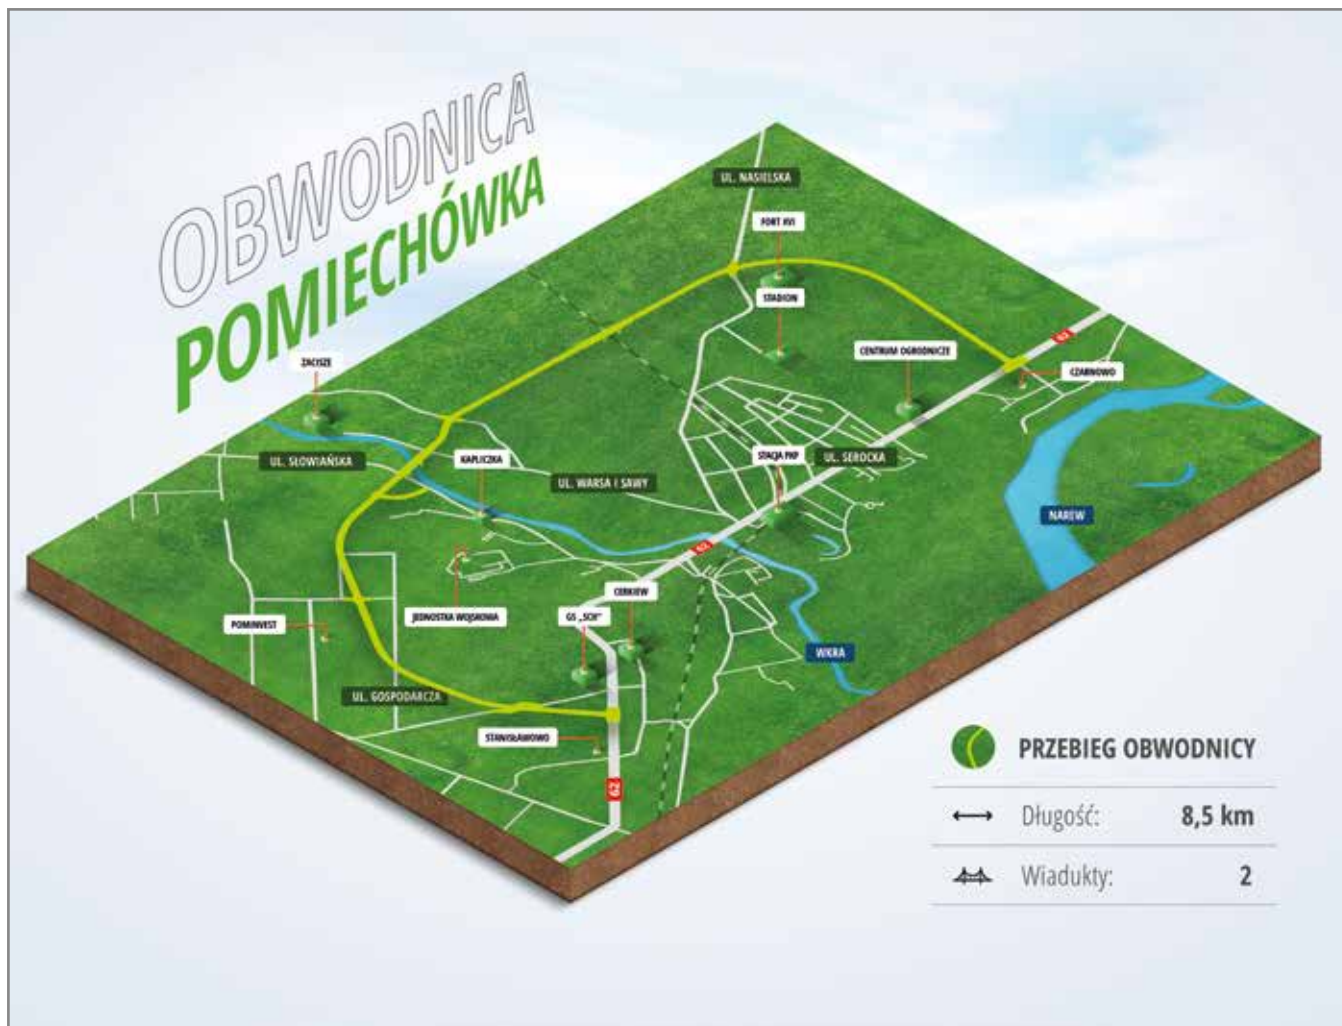 OBWODNICA
POMIECHÓWKA
UL. NASIELSKA
FORT XVI
STADION
62
ZACISZE
CENTRUM OGRODNICZE
CZARNOWO
UL. SŁOWIAŃSKA
KAPLICZKA
STACJA PKP
UL. SEROCKA
UL. WARSA I SAWY
NAREW
62
CERKIEW
JEDNOSTKA WOJSKOWA
GS „SCH”
POMINVEST
WKRA
UL. GOSPODARCZA
STANISŁAWOWO
62
PRZEBIEG OBWODNICY
Długość: 8,5 km
Wiadukty: 2